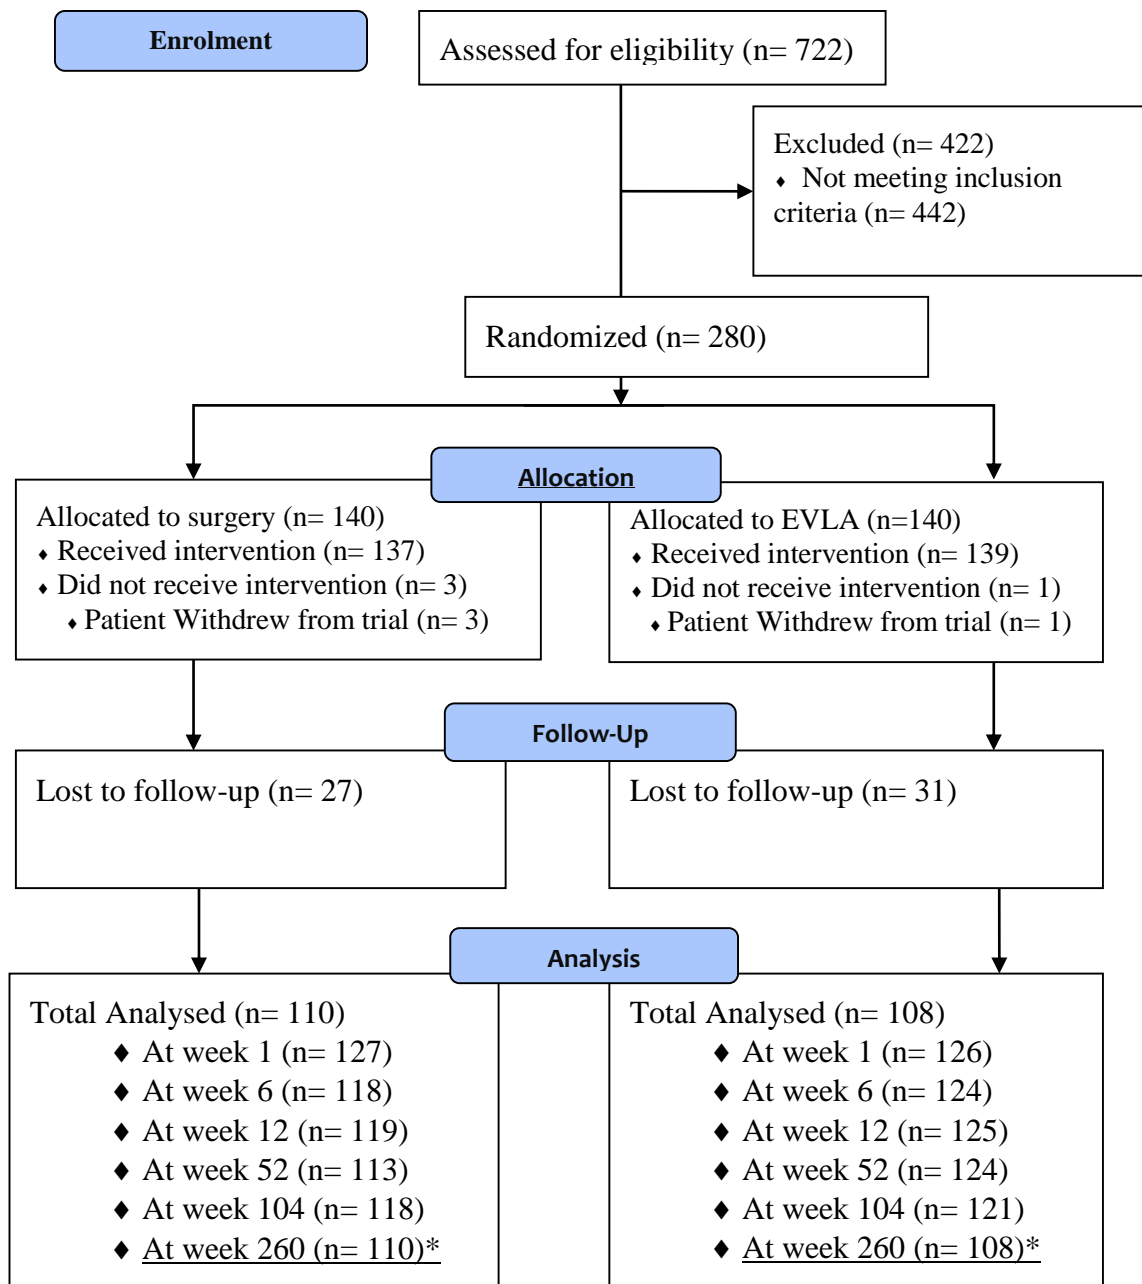 Enrolment
Assessed for eligibility (n= 722)
Excluded (n= 422)
♦ Not meeting inclusion
criteria (n= 442)
Randomized (n= 280)
Allocation
Allocated to surgery (n= 140)
♦ Received intervention (n= 137)
♦ Did not receive intervention (n= 3)
♦ Patient Withdrew from trial (n= 3)
Allocated to EVLA (n=140)
♦ Received intervention (n= 139)
♦ Did not receive intervention (n= 1)
♦ Patient Withdrew from trial (n= 1)
Follow-Up
Lost to follow-up (n= 27)
Lost to follow-up (n= 31)
Analysis
Total Analysed (n= 110)
♦ At week 1 (n= 127)
♦ At week 6 (n= 118)
♦ At week 12 (n= 119)
♦ At week 52 (n= 113)
♦ At week 104 (n= 118)
♦ At week 260 (n= 110)*
Total Analysed (n= 108)
♦ At week 1 (n= 126)
♦ At week 6 (n= 124)
♦ At week 12 (n= 125)
♦ At week 52 (n= 124)
♦ At week 104 (n= 121)
♦ At week 260 (n= 108)*